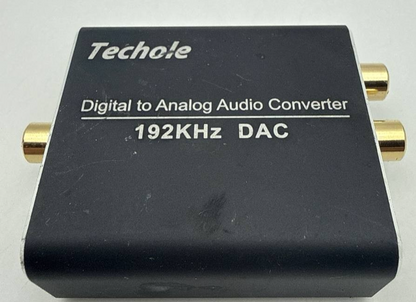 Techole
Digital to Analog Audio Converter
192KHz DAC